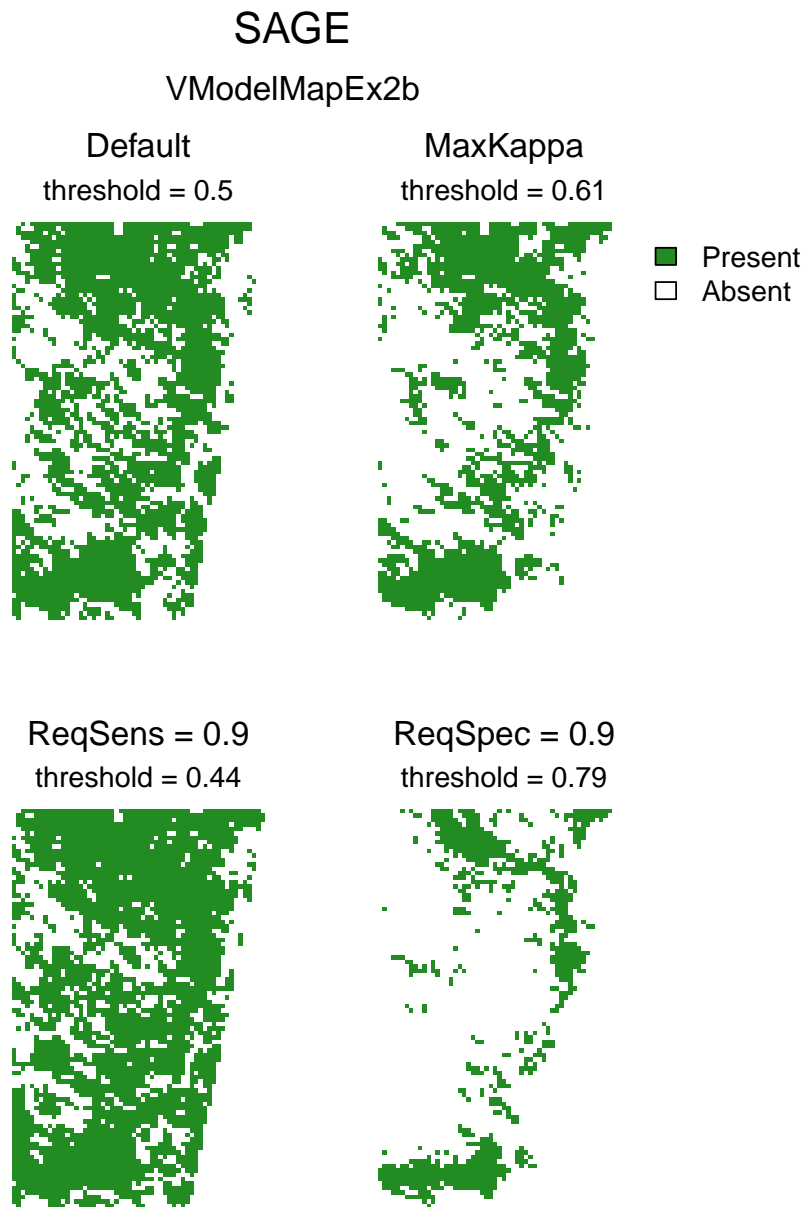 SAGE
VModelMapEx2b
Default
threshold = 0.5
MaxKappa
threshold = 0.61
Present
Absent
ReqSens = 0.9
threshold = 0.44
ReqSpec = 0.9
threshold = 0.79